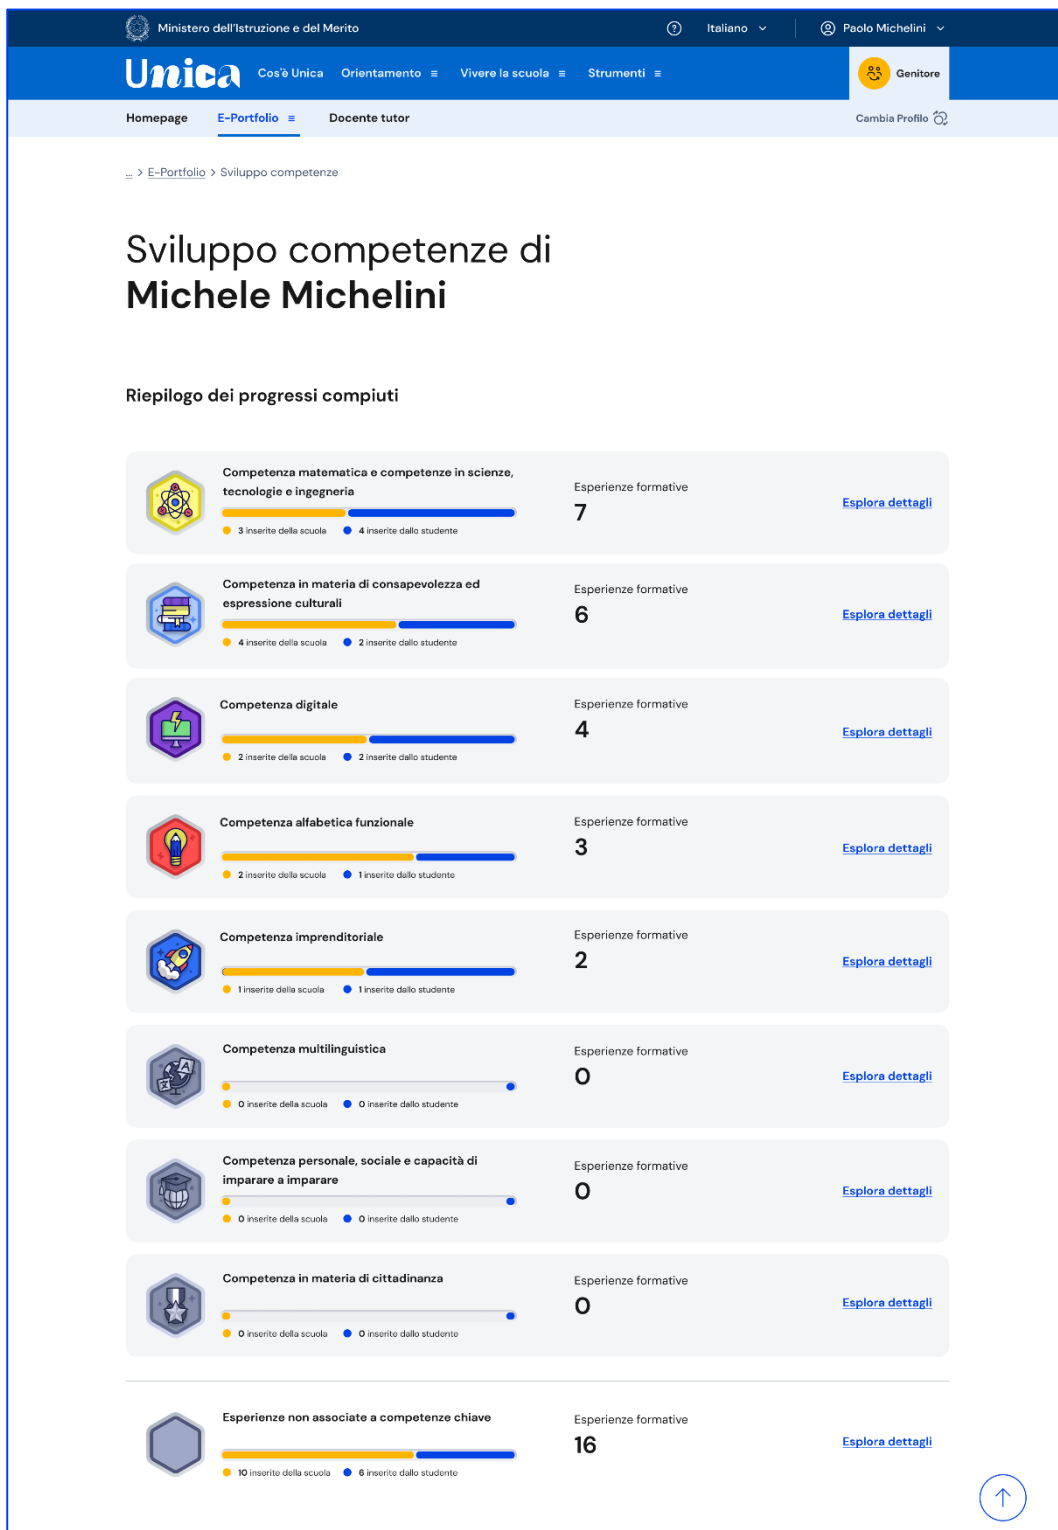 Ministero dell'Istruzione e del Merito
Italiano
Paolo Michelini
Unica
Cos'è Unica
Orientamento
Vivere la scuola
Strumenti
Genitore
Homepage
E-Portfolio
Docente tutor
Cambia Profilo
... > E-Portfolio > Sviluppo competenze
Sviluppo competenze di
Michele Michelini
Riepilogo dei progressi compiuti
Competenza matematica e competenze in scienze,
tecnologie e ingegneria
3 inserite della scuola
4 inserite dallo studente
Esperienze formative
7
Esplora dettagli
Competenza in materia di consapevolezza ed
espressione culturali
4 inserite della scuola
2 inserite dallo studente
Esperienze formative
6
Esplora dettagli
Competenza digitale
2 inserite della scuola
2 inserite dallo studente
Esperienze formative
4
Esplora dettagli
Competenza alfabetica funzionale
2 inserite della scuola
1 inserite dallo studente
Esperienze formative
3
Esplora dettagli
Competenza imprenditoriale
1 inserite della scuola
1 inserite dallo studente
Esperienze formative
2
Esplora dettagli
Competenza multilinguistica
0 inserite della scuola
0 inserite dallo studente
Esperienze formative
0
Esplora dettagli
Competenza personale, sociale e capacità di
imparare a imparare
0 inserite della scuola
0 inserite dallo studente
Esperienze formative
0
Esplora dettagli
Competenza in materia di cittadinanza
0 inserite della scuola
0 inserite dallo studente
Esperienze formative
0
Esplora dettagli
Esperienze non associate a competenze chiave
10 inserite della scuola
6 inserite dallo studente
Esperienze formative
16
Esplora dettagli